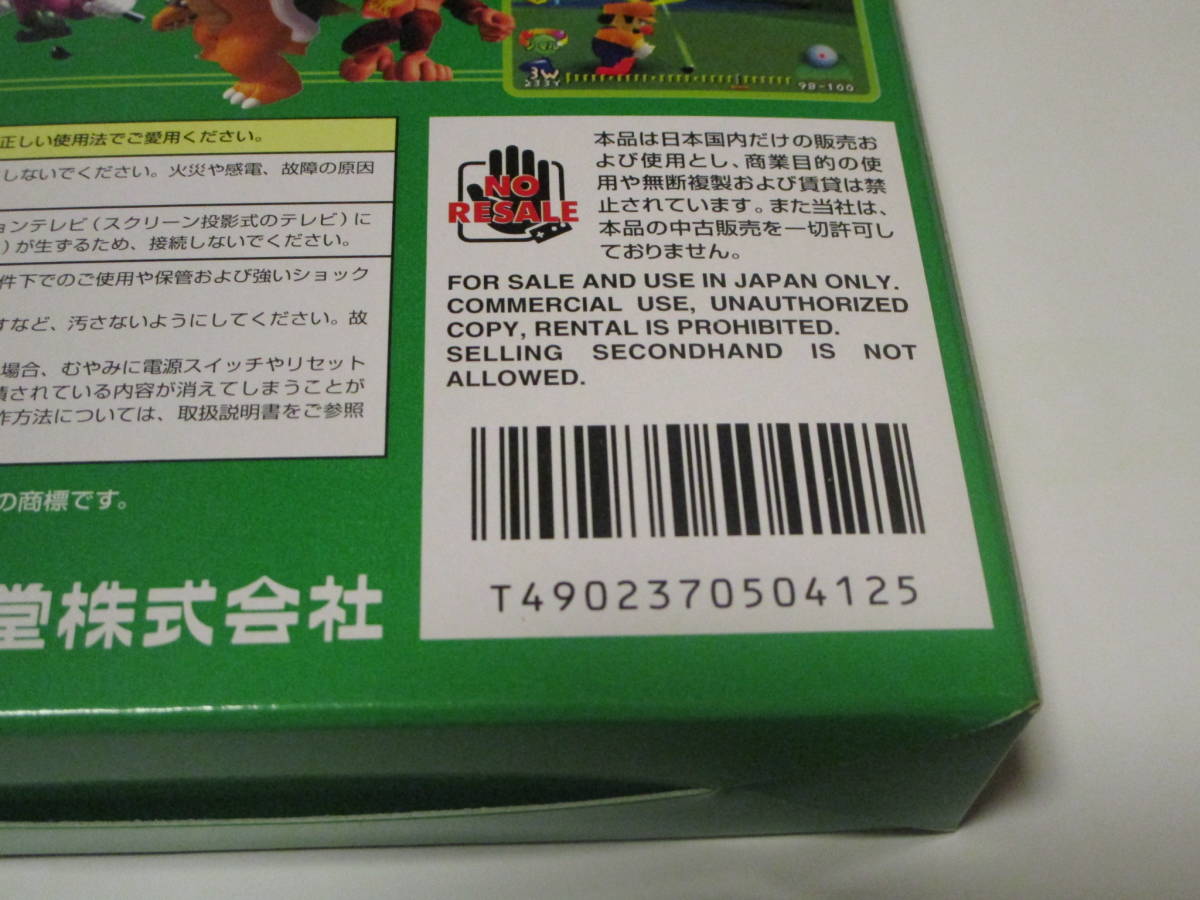 3W
233Y
98-100
正しい使用法でご愛用ください。
しないでください。火災や感電、故障の原因
ョンテレビ(スクリーン投影式のテレビ)に
)が生ずるため、接続しないでください。
件下でのご使用や保管および強いショック
すなど、汚さないようにしてください。故
場合、むやみに電源スイッチやリセット
積されている内容が消えてしまうことが
作方法については、取扱説明書をご参照
の商標です。
堂株式会社
NO
RESALE
本品は日本国内だけの販売お
よび使用とし、商業目的の使
用や無断複製および賃貸は禁
止されています。また当社は、
本品の中古販売を一切許可し
ておりません。
FOR SALE AND USE IN JAPAN ONLY.
COMMERCIAL USE, UNAUTHORIZED
COPY, RENTAL IS PROHIBITED.
SELLING SECONDHAND IS NOT
ALLOWED.
T4902370504125